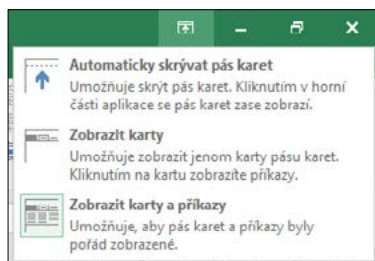 Automaticky skrývat pás karet
Umožňuje skrýt pás karet. Kliknutím v horní
části aplikace se pás karet zase zobrazí.
Zobrazit karty
Umožňuje zobrazit jenom karty pásu karet.
Kliknutím na kartu zobrazíte příkazy.
Zobrazit karty a příkazy
Umožňuje, aby pás karet a příkazy byly
pořád zobrazené.